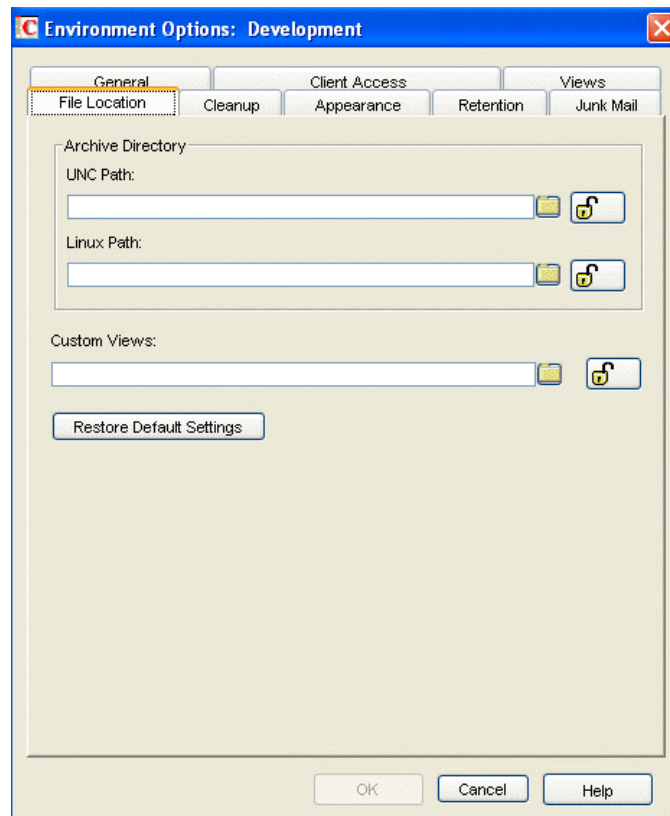 C Environment Options: Development
General Client Access Views
File Location Cleanup Appearance Retention Junk Mail
Archive Directory
UNC Path:
Linux Path:
Custom Views:
Restore Default Settings
OK Cancel Help